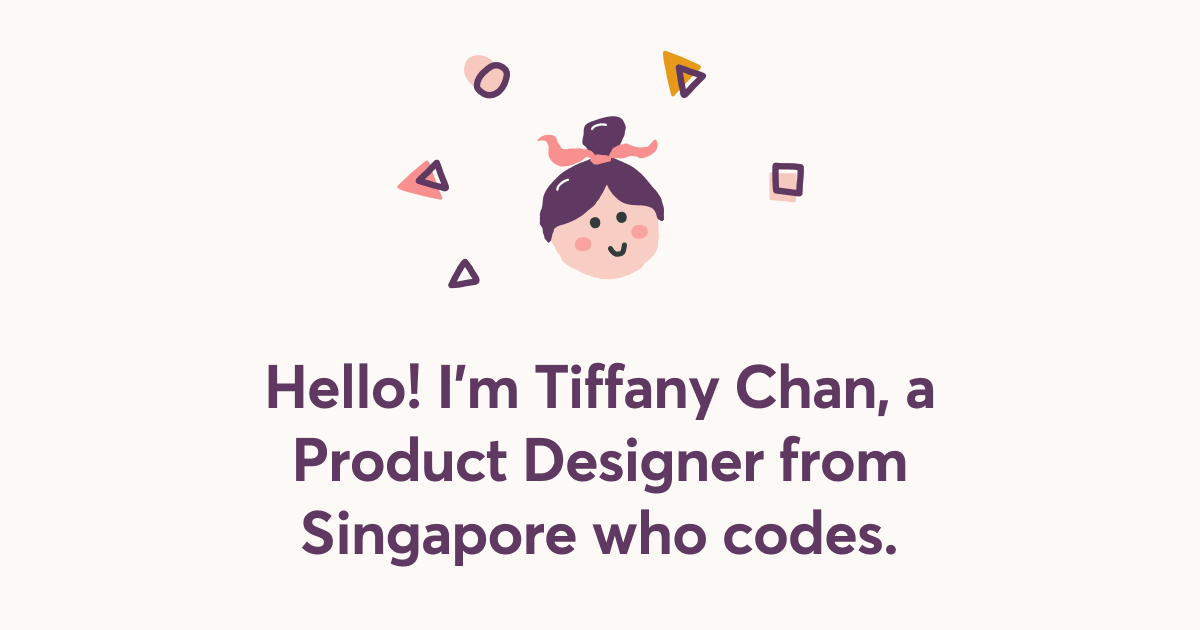 Hello! I'm Tiffany Chan, a
Product Designer from
Singapore who codes.